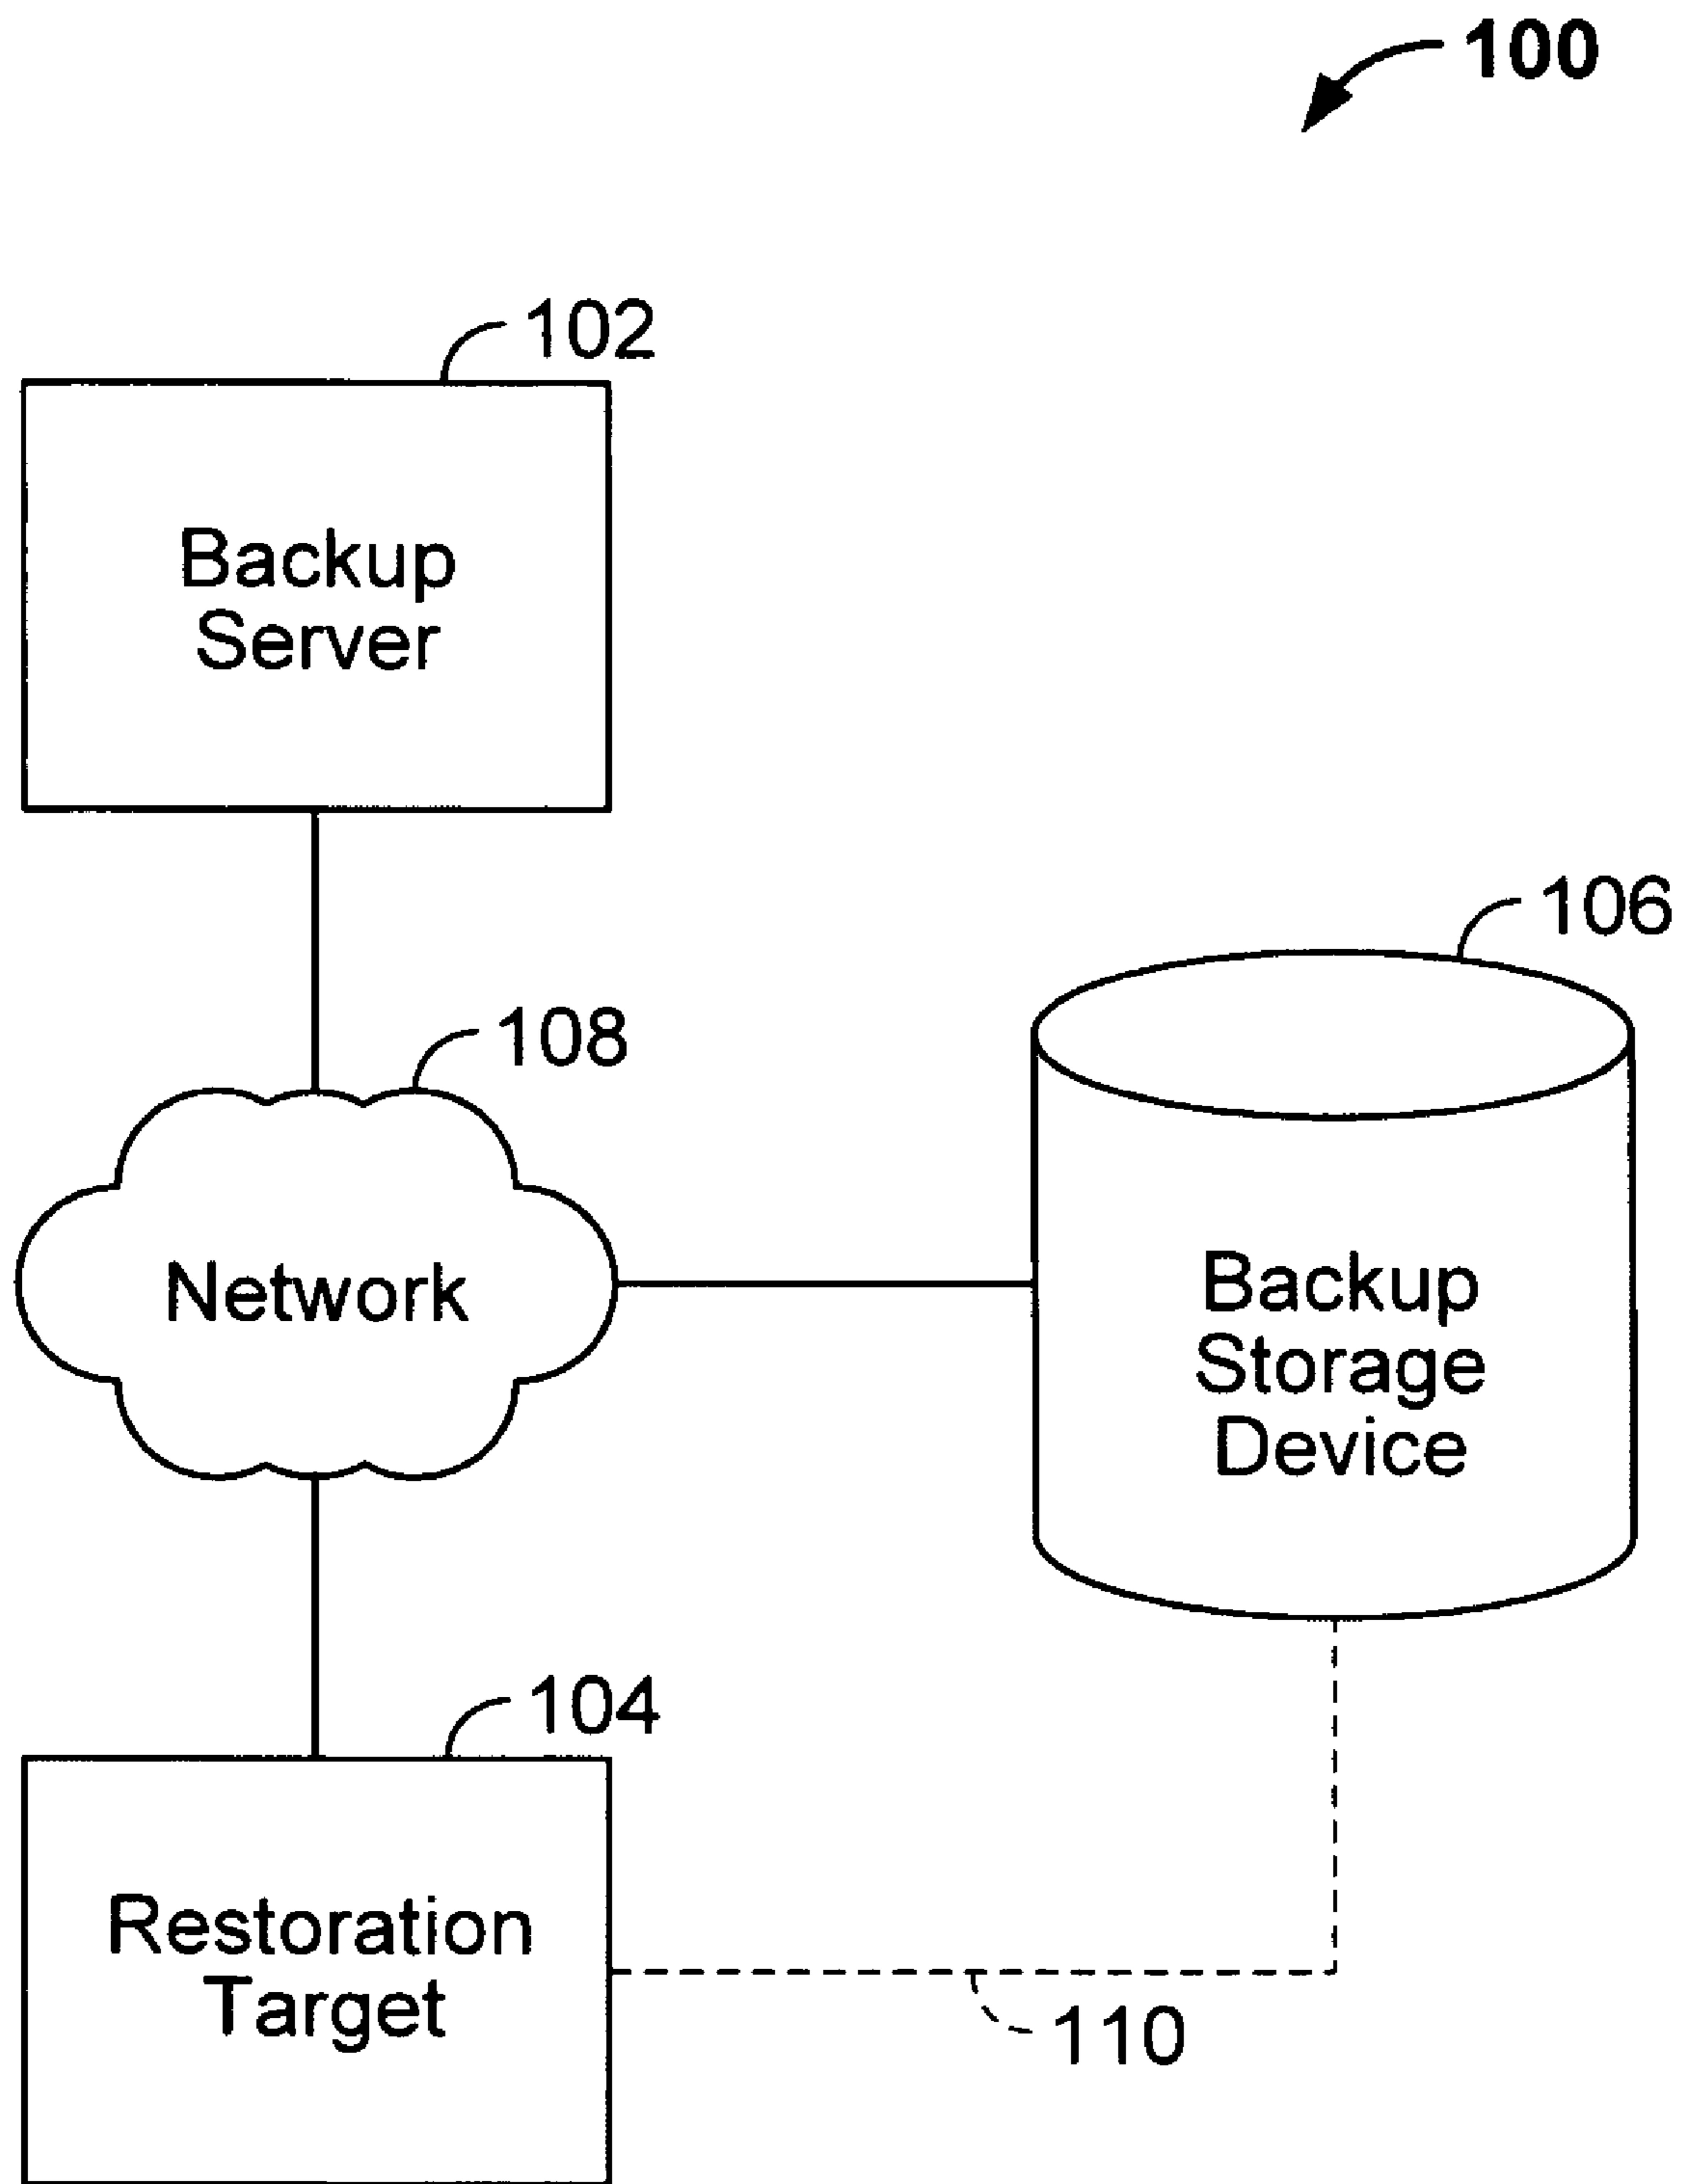 100
102
Backup
Server
106
108
Network
Backup
Storage
Device
104
Restoration
Target
110